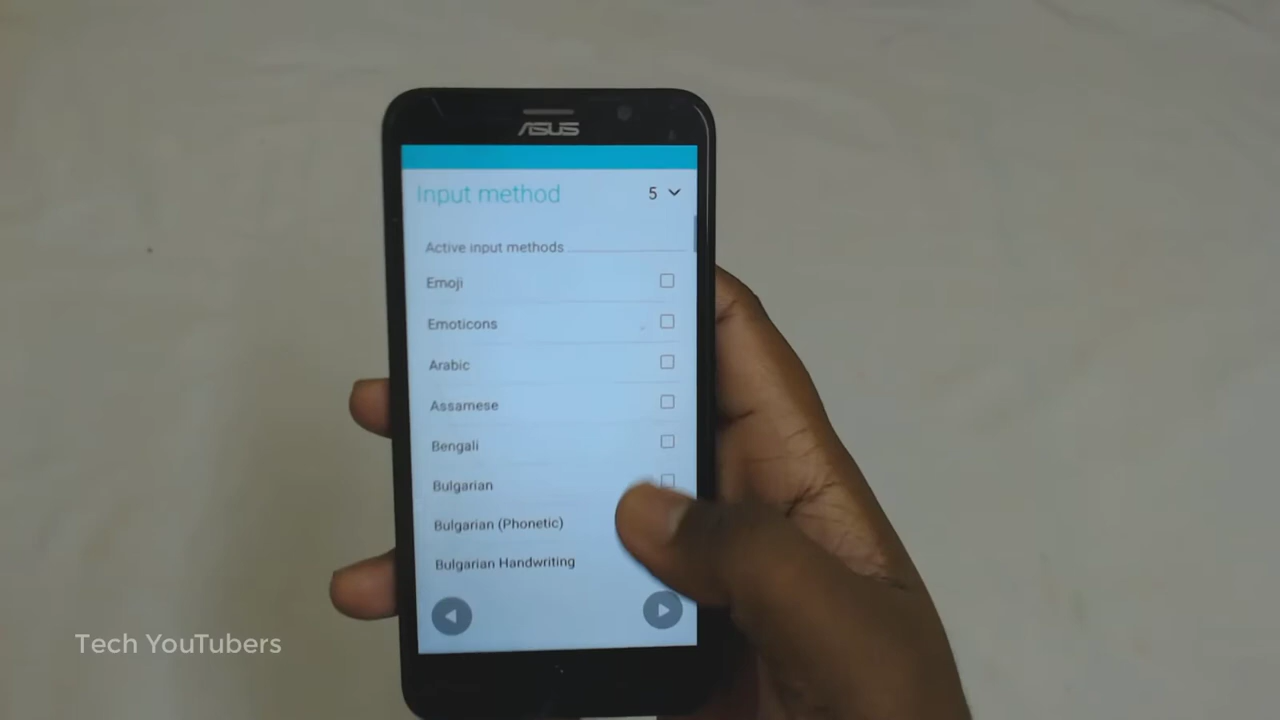 ASUS
Input method 5
Active input methods
Emoji
Emoticons
Arabic
Assamese
Bengali
Bulgarian
Bulgarian (Phonetic)
Bulgarian Handwriting
Tech YouTubers